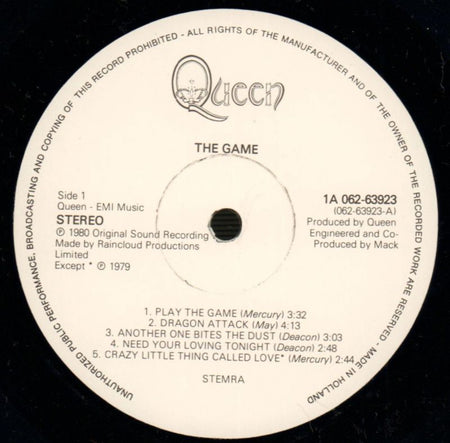 UNAUTHORIZED PUBLIC PERFORMANCE, BROADCASTING AND COPYING OF THIS RECORD PROHIBITED - ALL RIGHTS OF THE MANUFACTURER AND OF THE OWNER OF THE RECORDED WORK ARE RESERVED - MADE IN HOLLAND
Queen
THE GAME
Side 1
Queen - EMI Music
STEREO
℗ 1980 Original Sound Recording
Made by Raincloud Productions
Limited
Except * ℗ 1979
1A 062-63923
(062-63923-A)
Produced by Queen
Engineered and Co-
Produced by Mack
1. PLAY THE GAME (Mercury) 3:32
2. DRAGON ATTACK (May) 4:13
3. ANOTHER ONE BITES THE DUST (Deacon) 3:03
4. NEED YOUR LOVING TONIGHT (Deacon) 2:48
5. CRAZY LITTLE THING CALLED LOVE* (Mercury) 2:44
STEMRA